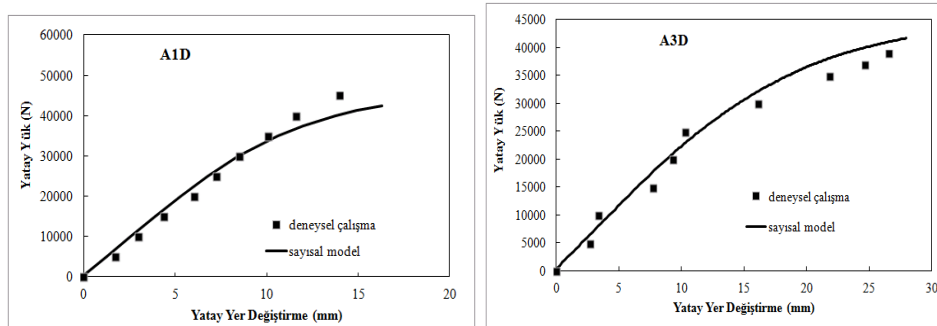 A1D
60000
50000
40000
30000
20000
10000
0
0 5 10 15 20
Yatay Yük (N)
Yatay Yer Değiştirme (mm)
deneysel çalışma
sayısal model
A3D
45000
40000
35000
30000
25000
20000
15000
10000
5000
0
0 5 10 15 20 25 30
Yatay Yük (N)
Yatay Yer Değiştirme (mm)
deneysel çalışma
sayısal model